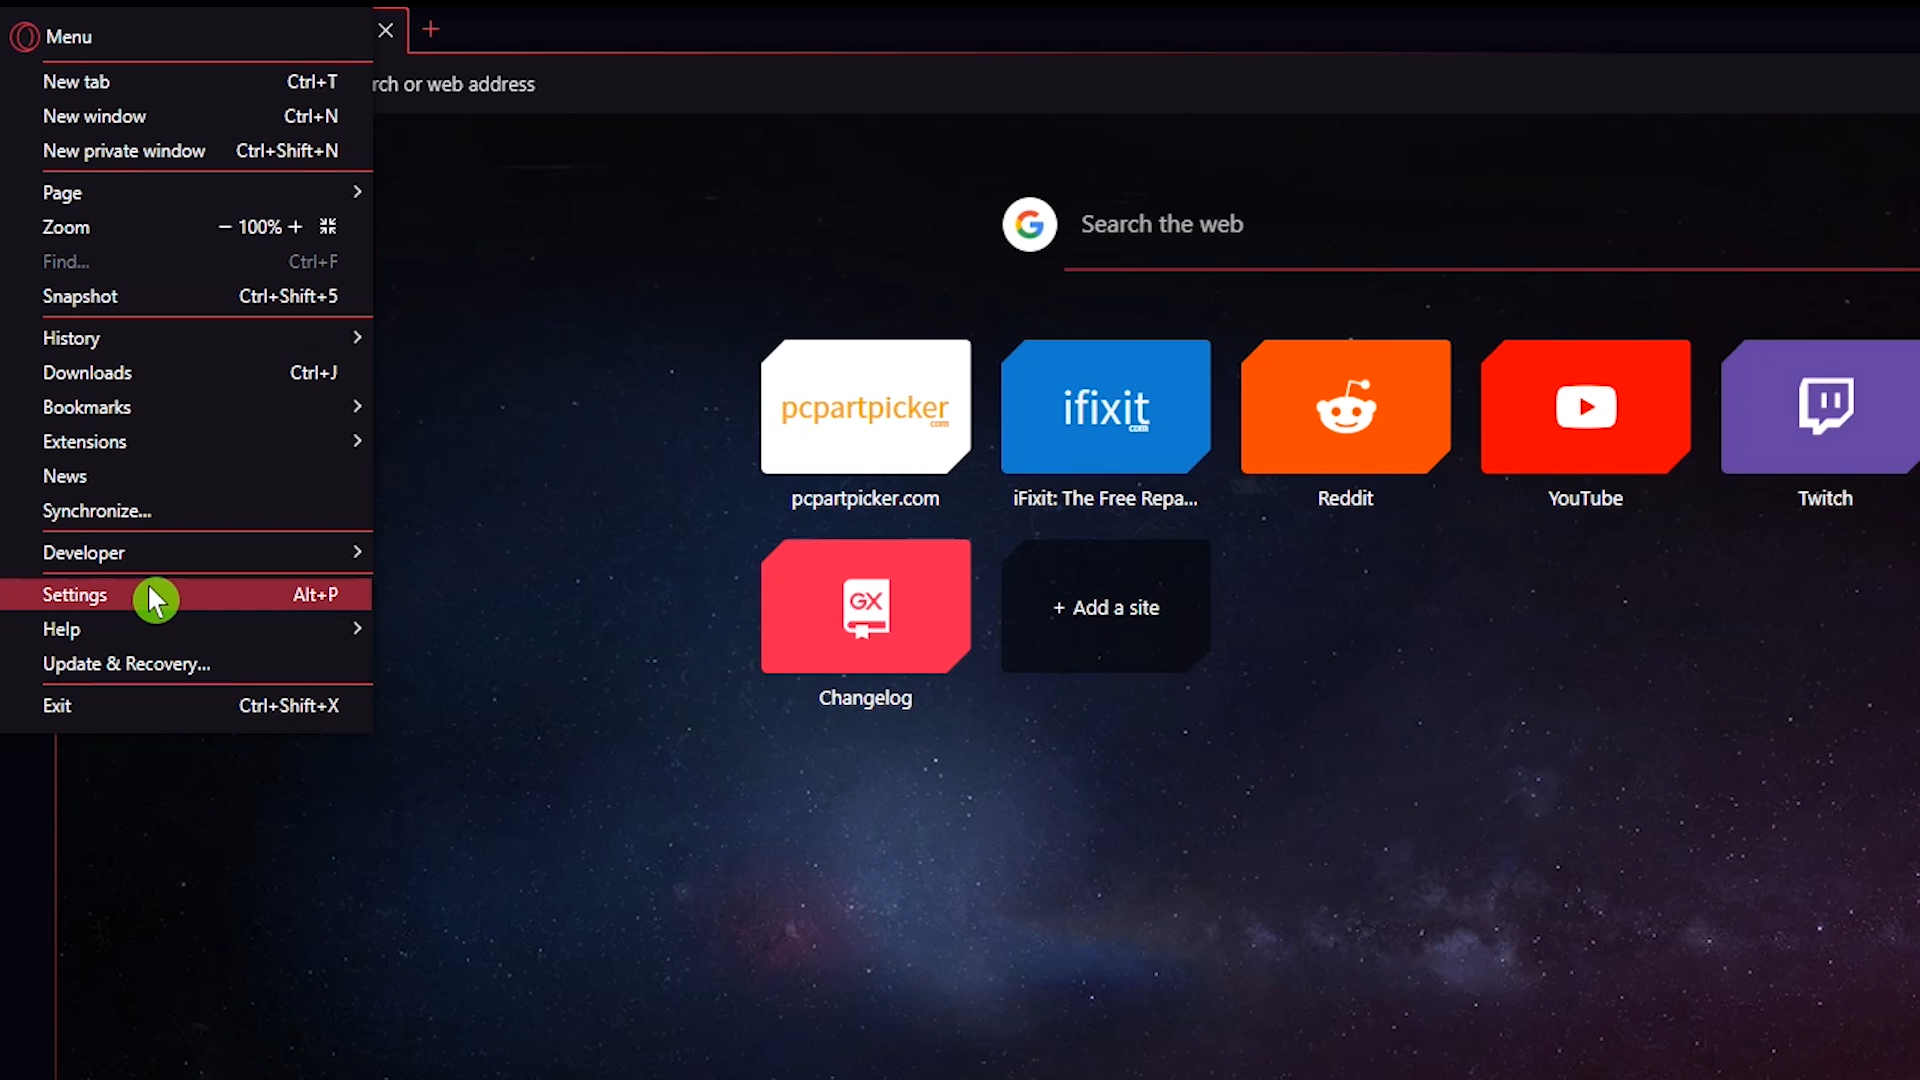 Menu
New tab Ctrl+T
New window Ctrl+N
New private window Ctrl+Shift+N
Page
Zoom − 100% +
Find... Ctrl+F
Snapshot Ctrl+Shift+5
History
Downloads Ctrl+J
Bookmarks
Extensions
News
Synchronize...
Developer
Settings Alt+P
Help
Update & Recovery...
Exit Ctrl+Shift+X
rch or web address
Search the web
pcpartpicker
com
ifixit
com
pcpartpicker.com
iFixit: The Free Repa...
Reddit
YouTube
Twitch
GX
+ Add a site
Changelog